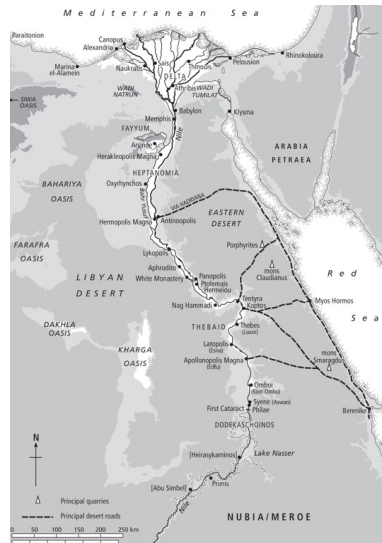 Mediterranean Sea
Paraitonion
Canopus
Alexandria
Rhinokoloura
Marina
el-Alamein
Sais
Thmouis
Pelousion
Naukratis
DELTA
Athribis
WADI
TUMILAT
WADI
NATRUN
SIWA
OASIS
Babylon
Klysma
Memphis
Nile
FAYYUM
ARABIA
PETRAEA
Arsinoe
Herakleopolis Magna
HEPTANOMIA
BAHARIYA
OASIS
Oxyrhynchos
Bahr Yusuf
VIA HADRIANA
EASTERN
DESERT
Hermopolis Magna
Antinoopolis
FARAFRA
OASIS
Porphyrites
mons
Claudianus
Red
Sea
Lykopolis
LIBYAN
DESERT
Aphrodito
White Monastery
Panopolis
Ptolemais
Hermeiou
Nag Hammadi
Tentyra
Koptos
Myos Hormos
DAKHLA
OASIS
KHARGA
OASIS
THEBAID
Thebes
(Luxor)
Latopolis
(Esna)
Apollonopolis Magna
(Edfu)
mons
Smaragdus
Omboi
(Kom Ombo)
Syene (Aswan)
First Cataract
Philae
Berenike
DODEKASCHOINOS
N
[Heirasykaminos]
Lake Nasser
[Abu Simbel]
Primis
Nile
Principal quarries
Principal desert roads
NUBIA/MEROE
0 50 100 150 200 250 km